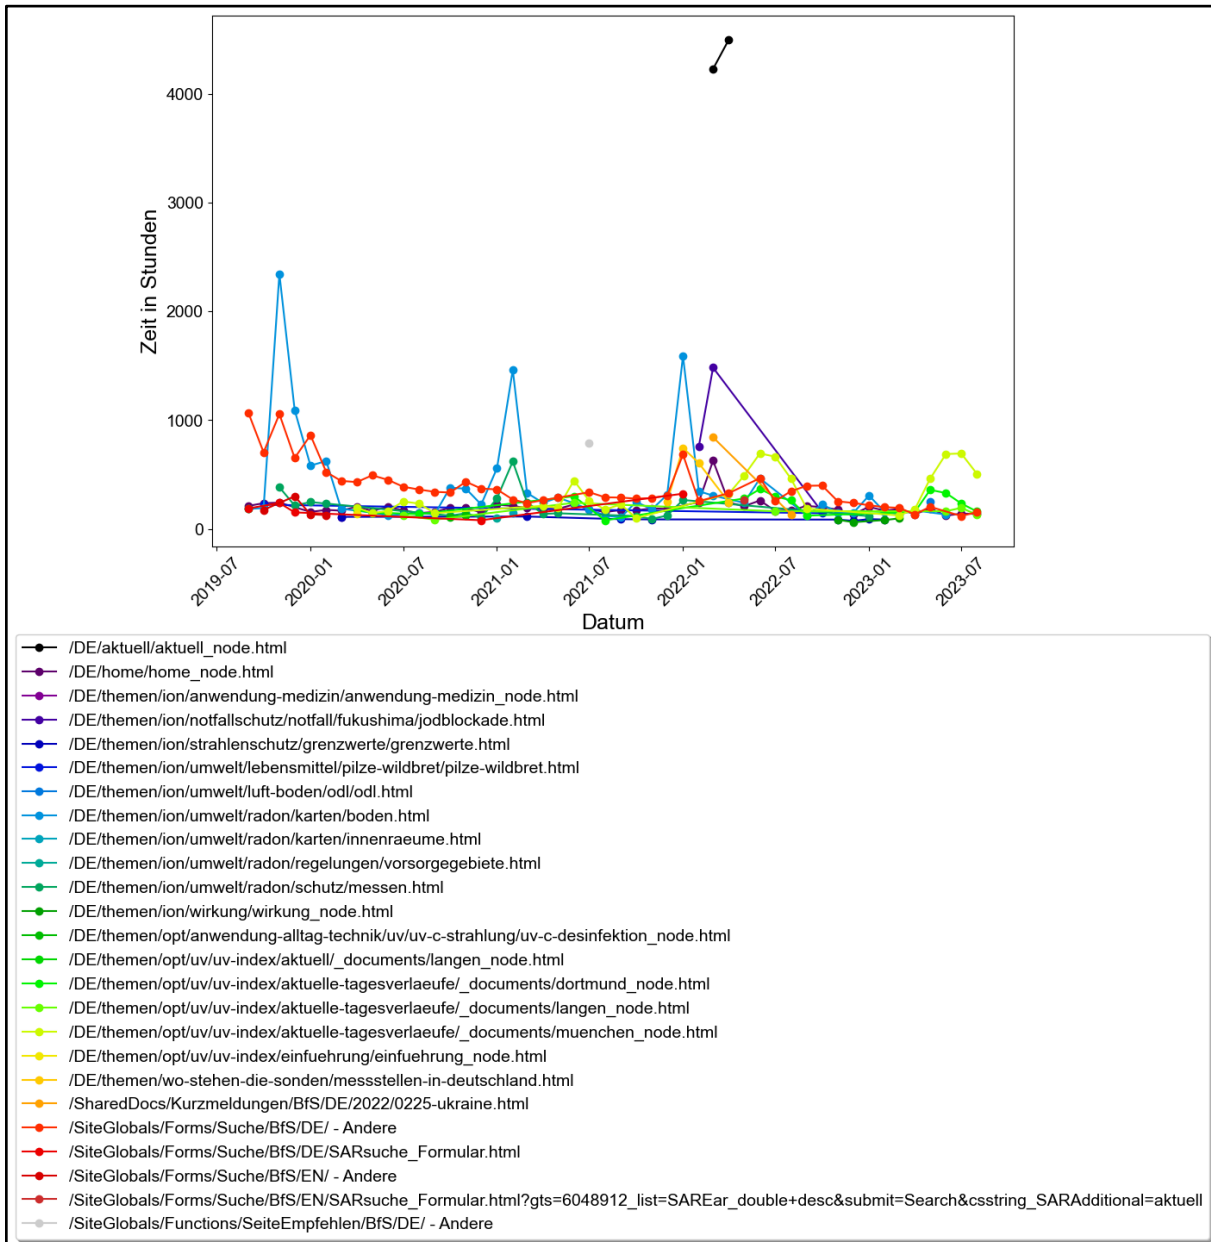 4000
3000
2000
1000
0
Zeit in Stunden
2019-07
2020-01
2020-07
2021-01
2021-07
2022-01
2022-07
2023-01
2023-07
Datum
/DE/aktuell/aktuell_node.html
/DE/home/home_node.html
/DE/themen/ion/anwendung-medizin/anwendung-medizin_node.html
/DE/themen/ion/notfallschutz/notfall/fukushima/jodblockade.html
/DE/themen/ion/strahlenschutz/grenzwerte/grenzwerte.html
/DE/themen/ion/umwelt/lebensmittel/pilze-wildbret/pilze-wildbret.html
/DE/themen/ion/umwelt/luft-boden/odl/odl.html
/DE/themen/ion/umwelt/radon/karten/boden.html
/DE/themen/ion/umwelt/radon/karten/innenraeume.html
/DE/themen/ion/umwelt/radon/regelungen/vorsorgegebiete.html
/DE/themen/ion/umwelt/radon/schutz/messen.html
/DE/themen/ion/wirkung/wirkung_node.html
/DE/themen/opt/anwendung-alltag-technik/uv/uv-c-strahlung/uv-c-desinfektion_node.html
/DE/themen/opt/uv/uv-index/aktuell/_documents/langen_node.html
/DE/themen/opt/uv/uv-index/aktuelle-tagesverlaeufe/_documents/dortmund_node.html
/DE/themen/opt/uv/uv-index/aktuelle-tagesverlaeufe/_documents/langen_node.html
/DE/themen/opt/uv/uv-index/aktuelle-tagesverlaeufe/_documents/muenchen_node.html
/DE/themen/opt/uv/uv-index/einfuehrung/einfuehrung_node.html
/DE/themen/wo-stehen-die-sonden/messstellen-in-deutschland.html
/SharedDocs/Kurzmeldungen/BfS/DE/2022/0225-ukraine.html
/SiteGlobals/Forms/Suche/BfS/DE/ - Andere
/SiteGlobals/Forms/Suche/BfS/DE/SARsuche_Formular.html
/SiteGlobals/Forms/Suche/BfS/EN/ - Andere
/SiteGlobals/Forms/Suche/BfS/EN/SARsuche_Formular.html?gts=6048912_list=SAREar_double+desc&submit=Search&csstring_SARAdditional=aktuell
/SiteGlobals/Functions/SeiteEmpfehlen/BfS/DE/ - Andere